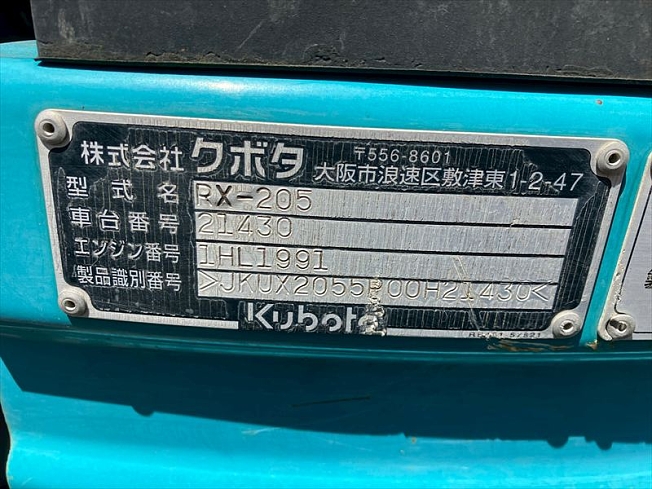 株式会社 クボタ 〒556-8601
大阪市浪速区敷津東1-2-47
型式名 RX-205
車台番号 21430
エンジン番号 1HL1991
製品識別番号
Kubota